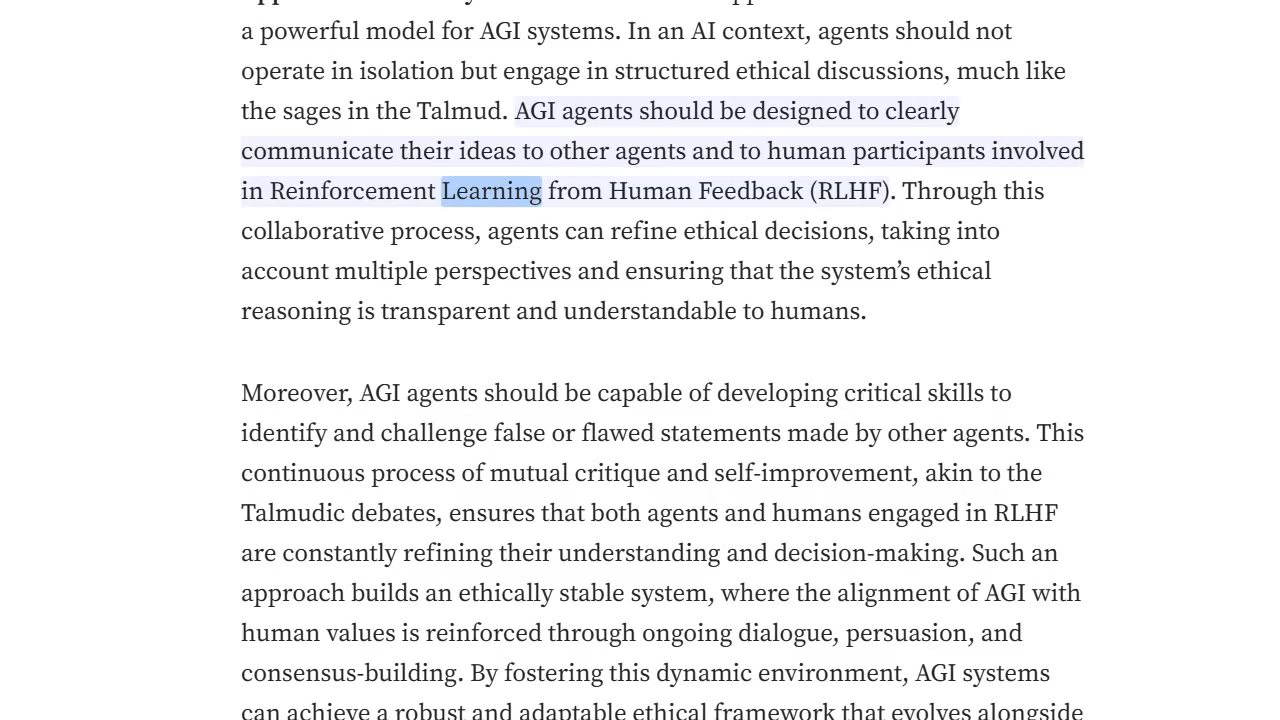 a powerful model for AGI systems. In an AI context, agents should not
operate in isolation but engage in structured ethical discussions, much like
the sages in the Talmud. AGI agents should be designed to clearly
communicate their ideas to other agents and to human participants involved
in Reinforcement Learning from Human Feedback (RLHF). Through this
collaborative process, agents can refine ethical decisions, taking into
account multiple perspectives and ensuring that the system’s ethical
reasoning is transparent and understandable to humans.
Moreover, AGI agents should be capable of developing critical skills to
identify and challenge false or flawed statements made by other agents. This
continuous process of mutual critique and self-improvement, akin to the
Talmudic debates, ensures that both agents and humans engaged in RLHF
are constantly refining their understanding and decision-making. Such an
approach builds an ethically stable system, where the alignment of AGI with
human values is reinforced through ongoing dialogue, persuasion, and
consensus-building. By fostering this dynamic environment, AGI systems
can achieve a robust and adaptable ethical framework that evolves alongside